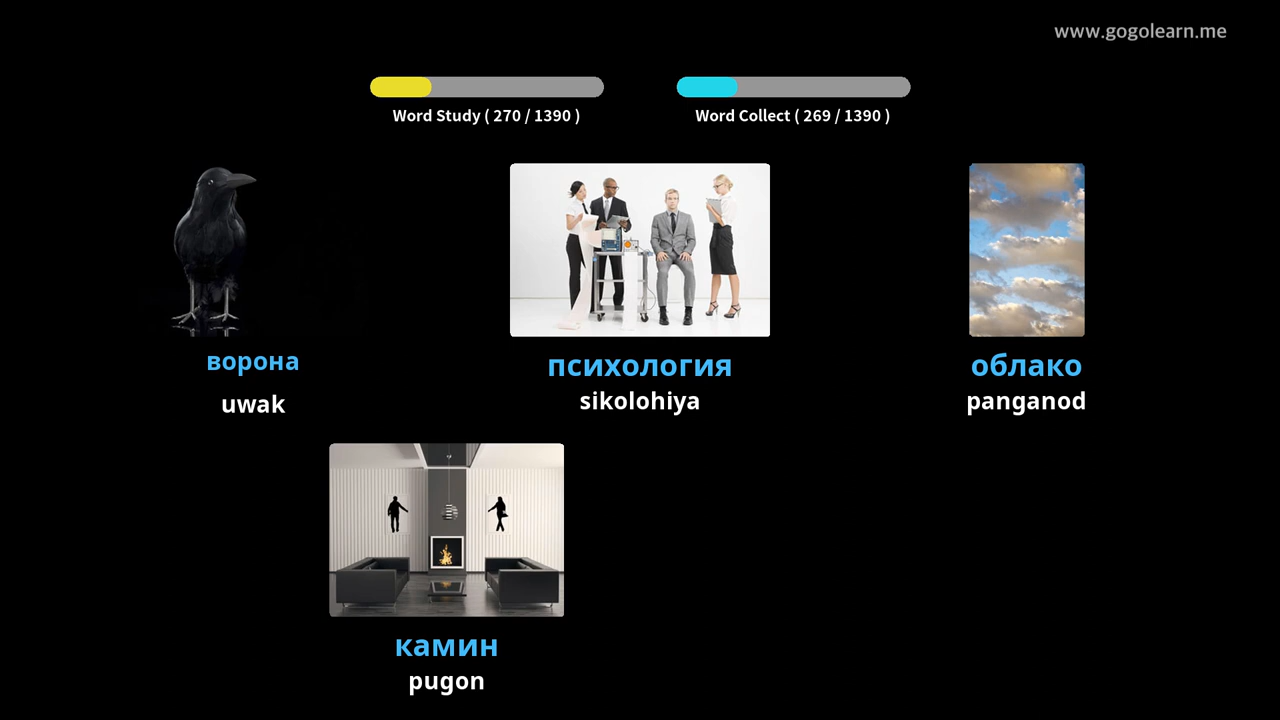 www.gogolearn.me
Word Study ( 270 / 1390 )
Word Collect ( 269 / 1390 )
ворона
uwak
психология
sikolohiya
облако
panganod
камин
pugon